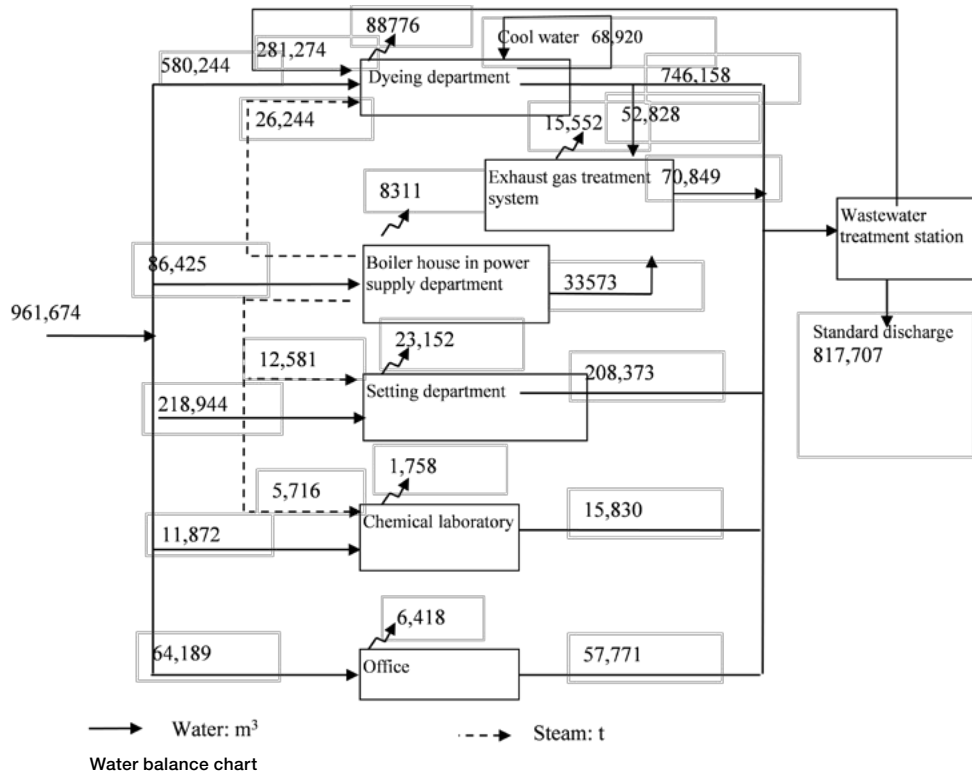 88776
281,274
Cool water 68,920
580,244
Dyeing department
746,158
26,244
15,552
52,828
Exhaust gas treatment
system
70,849
8311
Wastewater
treatment station
86,425
Boiler house in power
supply department
33573
961,674
23,152
Standard discharge
817,707
12,581
208,373
Setting department
218,944
1,758
5,716
15,830
Chemical laboratory
11,872
6,418
64,189
57,771
Office
Water: m³
Steam: t
Water balance chart